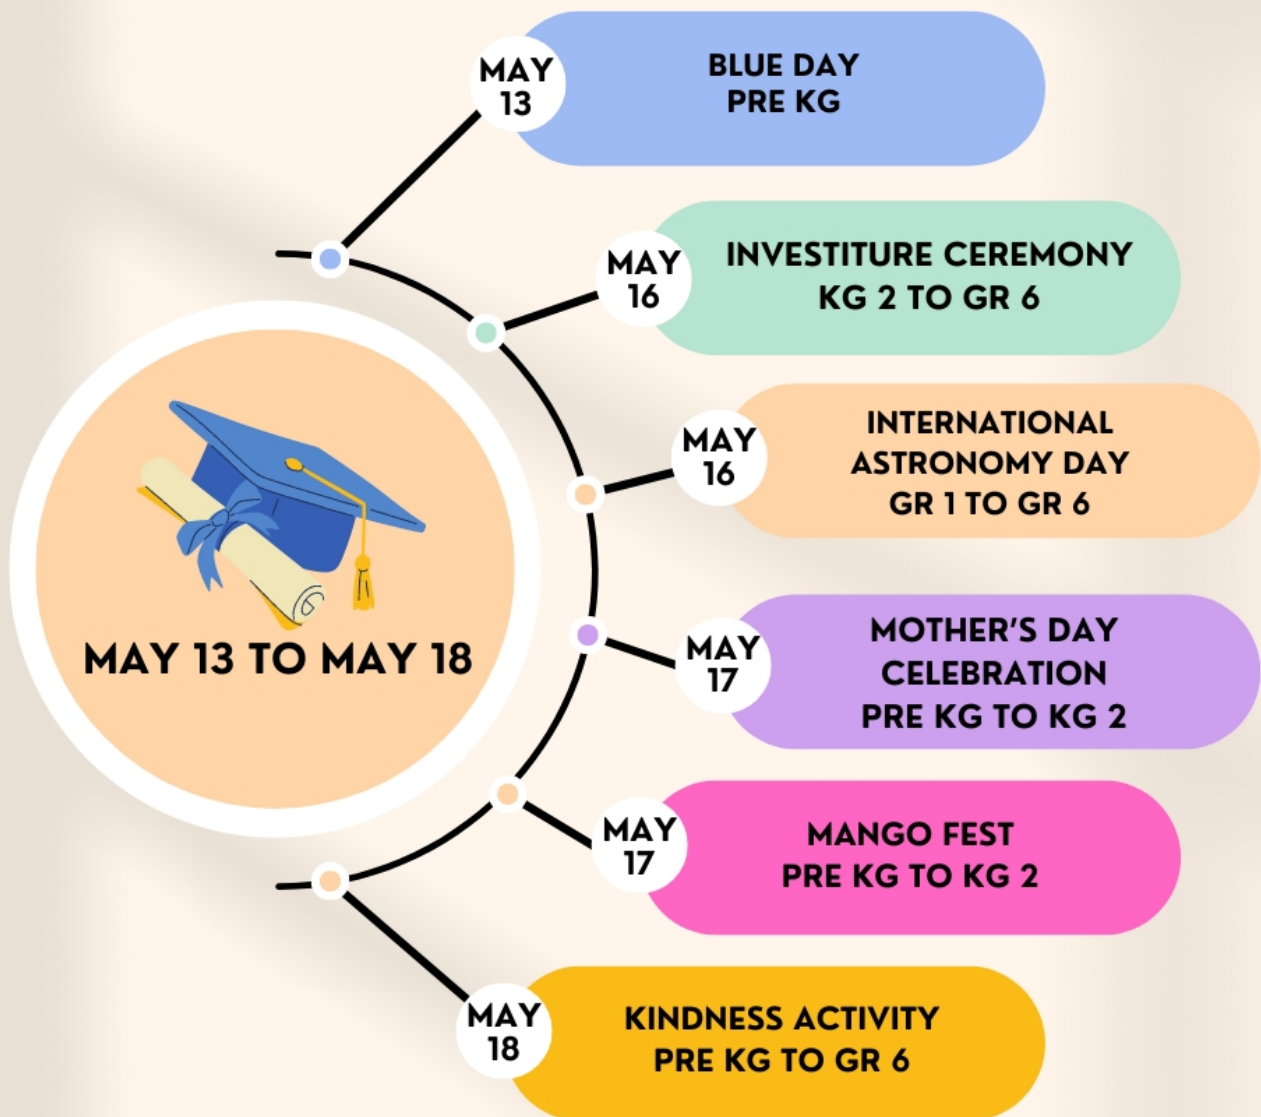 MAY
13
BLUE DAY
PRE KG
MAY
16
INVESTITURE CEREMONY
KG 2 TO GR 6
MAY
16
INTERNATIONAL
ASTRONOMY DAY
GR 1 TO GR 6
MAY 13 TO MAY 18
MAY
17
MOTHER'S DAY
CELEBRATION
PRE KG TO KG 2
MAY
17
MANGO FEST
PRE KG TO KG 2
MAY
18
KINDNESS ACTIVITY
PRE KG TO GR 6